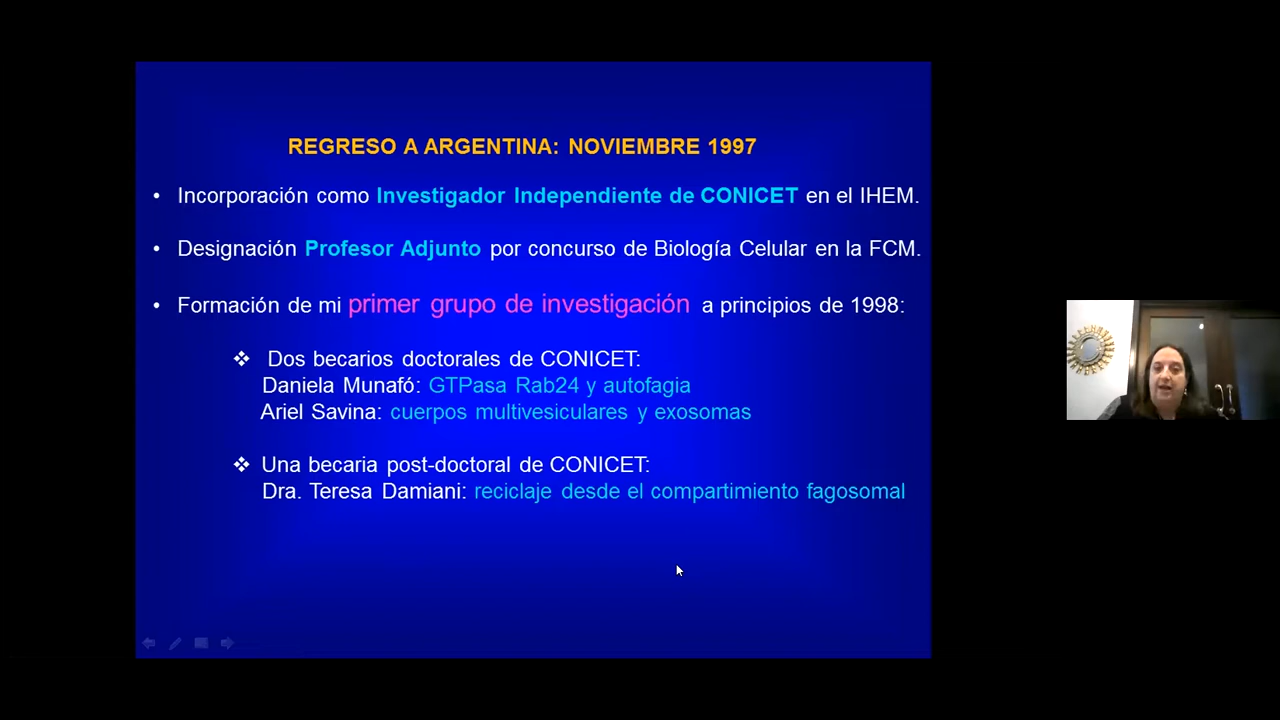 REGRESO A ARGENTINA: NOVIEMBRE 1997
• Incorporación como Investigador Independiente de CONICET en el IHEM.
• Designación Profesor Adjunto por concurso de Biología Celular en la FCM.
• Formación de mi primer grupo de investigación a principios de 1998:
❖ Dos becarios doctorales de CONICET:
Daniela Munafó: GTPasa Rab24 y autofagia
Ariel Savina: cuerpos multivesiculares y exosomas
❖ Una becaria post-doctoral de CONICET:
Dra. Teresa Damiani: reciclaje desde el compartimiento fagosomal